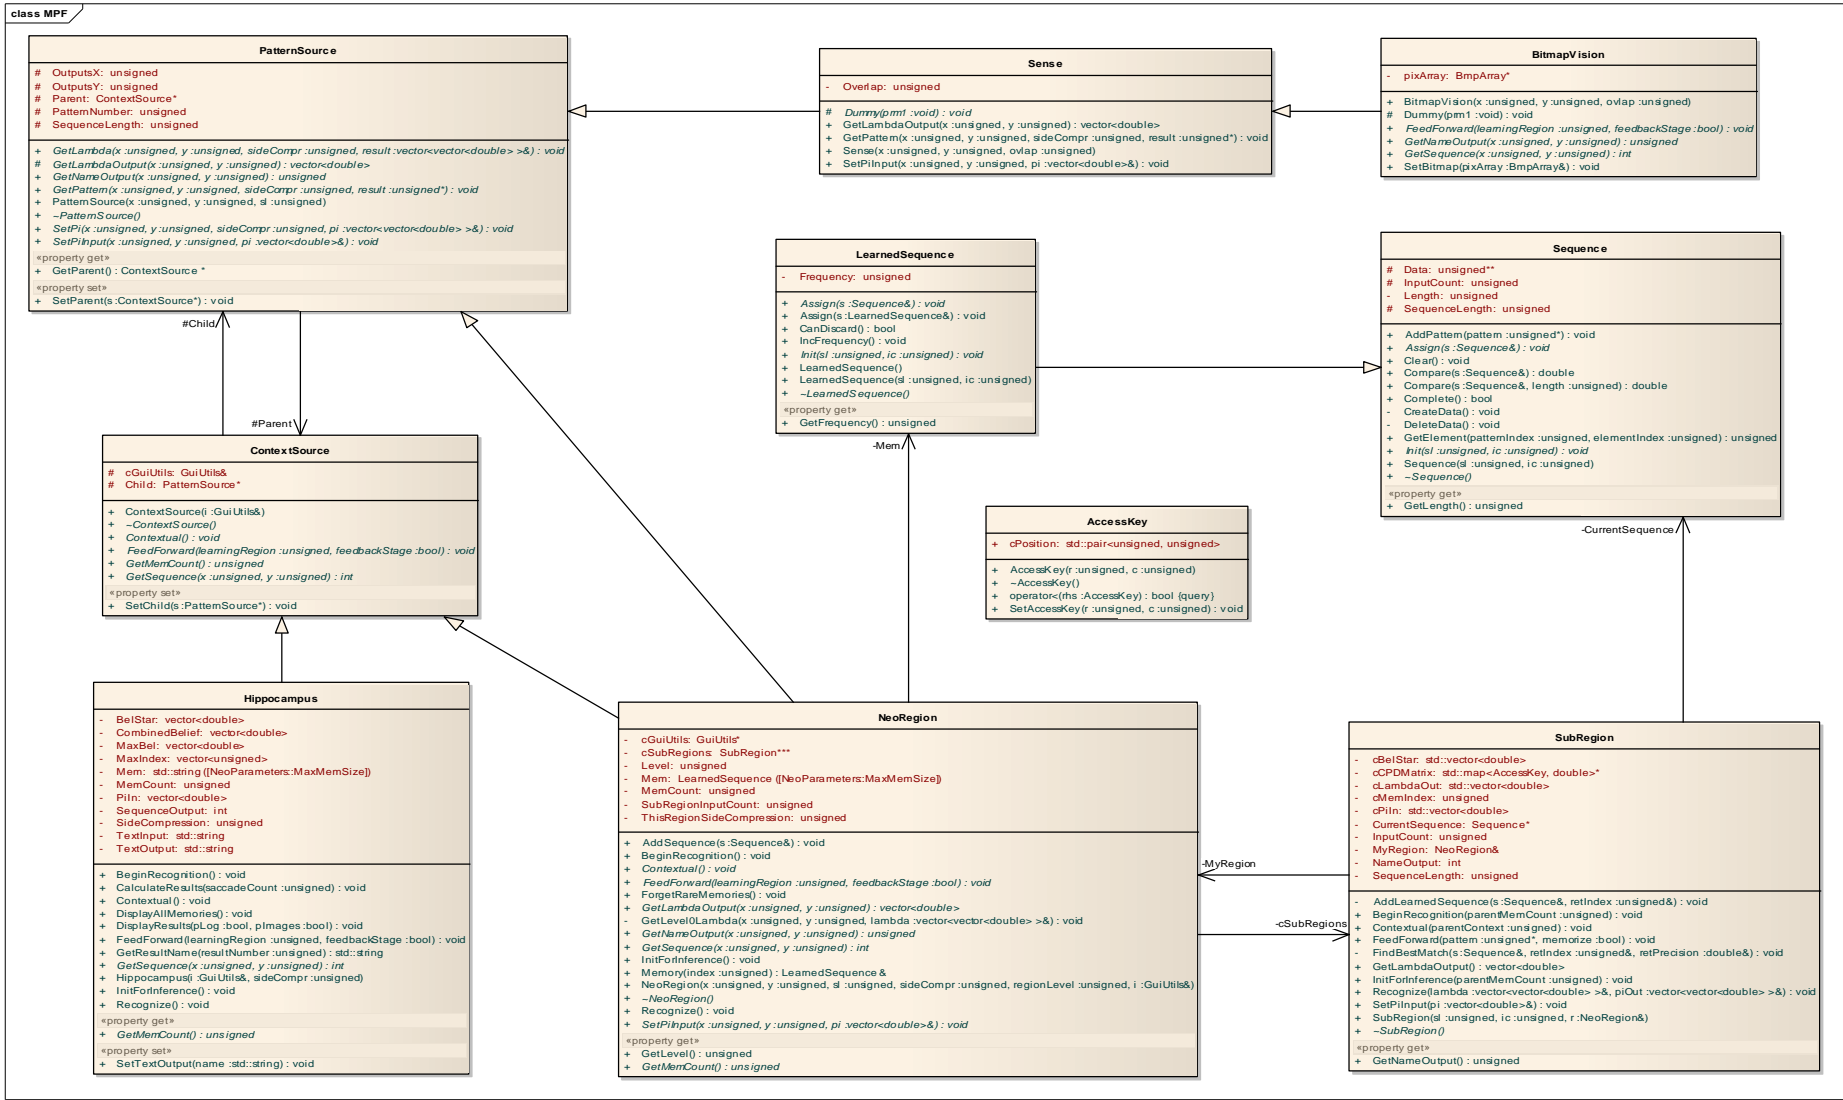 class MPF
PatternSource
# OutputsX: unsigned
# OutputsY: unsigned
# Parent: ContextSource*
# PatternNumber: unsigned
# SequenceLength: unsigned
+ GetLambda(x :unsigned, y :unsigned, sideCompr :unsigned, result :vector<vector<double> >&) : void
# GetLambdaOutput(x :unsigned, y :unsigned) : vector<double>
+ GetNameOutput(x :unsigned, y :unsigned) : unsigned
+ GetPattern(x :unsigned, y :unsigned, sideCompr :unsigned, result :unsigned*) : void
+ PatternSource(x :unsigned, y :unsigned, sl :unsigned)
+ ~PatternSource()
+ SetPi(x :unsigned, y :unsigned, sideCompr :unsigned, pi :vector<vector<double> >&) : void
+ SetPiInput(x :unsigned, y :unsigned, pi :vector<double>&) : void
«property get»
+ GetParent() : ContextSource *
«property set»
+ SetParent(s :ContextSource*) : void
Sense
- Overlap: unsigned
# Dummy(prm1 :void) : void
+ GetLambdaOutput(x :unsigned, y :unsigned) : vector<double>
+ GetPattern(x :unsigned, y :unsigned, sideCompr :unsigned, result :unsigned*) : void
+ Sense(x :unsigned, y :unsigned, ovlap :unsigned)
+ SetPiInput(x :unsigned, y :unsigned, pi :vector<double>&) : void
BitmapVision
- pixArray: BmpArray*
+ BitmapVision(x :unsigned, y :unsigned, ovlap :unsigned)
# Dummy(prm1 :void) : void
+ FeedForward(learningRegion :unsigned, feedbackStage :bool) : void
+ GetNameOutput(x :unsigned, y :unsigned) : unsigned
+ GetSequence(x :unsigned, y :unsigned) : int
+ SetBitmap(pixArray :BmpArray&) : void
LearnedSequence
- Frequency: unsigned
+ Assign(s :Sequence&) : void
+ Assign(s :LearnedSequence&) : void
+ CanDiscard() : bool
+ IncFrequency() : void
+ Init(sl :unsigned, ic :unsigned) : void
+ LearnedSequence()
+ LearnedSequence(sl :unsigned, ic :unsigned)
+ ~LearnedSequence()
«property get»
+ GetFrequency() : unsigned
Sequence
# Data: unsigned**
# InputCount: unsigned
- Length: unsigned
# SequenceLength: unsigned
+ AddPattern(pattern :unsigned*) : void
+ Assign(s :Sequence&) : void
+ Clear() : void
+ Compare(s :Sequence&) : double
+ Compare(s :Sequence&, length :unsigned) : double
+ Complete() : bool
- CreateData() : void
- DeleteData() : void
+ GetElement(patternIndex :unsigned, elementIndex :unsigned) : unsigned
+ Init(sl :unsigned, ic :unsigned) : void
+ Sequence(sl :unsigned, ic :unsigned)
+ ~Sequence()
«property get»
+ GetLength() : unsigned
#Child
#Parent
-Mem
-CurrentSequence
ContextSource
# cGuiUtils: GuiUtils&
# Child: PatternSource*
+ ContextSource(i :GuiUtils&)
+ ~ContextSource()
+ Contextual() : void
+ FeedForward(learningRegion :unsigned, feedbackStage :bool) : void
+ GetMemCount() : unsigned
+ GetSequence(x :unsigned, y :unsigned) : int
«property set»
+ SetChild(s :PatternSource*) : void
AccessKey
+ cPosition: std::pair<unsigned, unsigned>
+ AccessKey(r :unsigned, c :unsigned)
+ ~AccessKey()
+ operator<(rhs :AccessKey) : bool {query}
+ SetAccessKey(r :unsigned, c :unsigned) : void
Hippocampus
- BelStar: vector<double>
- CombinedBelief: vector<double>
- MaxBel: vector<double>
- MaxIndex: vector<unsigned>
- Mem: std::string ([NeoParameters::MaxMemSize])
- MemCount: unsigned
- PiIn: vector<double>
- SequenceOutput: int
- SideCompression: unsigned
- TextInput: std::string
- TextOutput: std::string
+ BeginRecognition() : void
+ CalculateResults(saccadeCount :unsigned) : void
+ Contextual() : void
+ DisplayAllMemories() : void
+ DisplayResults(pLog :bool, pImages :bool) : void
+ FeedForward(learningRegion :unsigned, feedbackStage :bool) : void
+ GetResultName(resultNumber :unsigned) : std::string
+ GetSequence(x :unsigned, y :unsigned) : int
+ Hippocampus(i :GuiUtils&, sideCompr :unsigned)
+ InitForInference() : void
+ Recognize() : void
«property get»
+ GetMemCount() : unsigned
«property set»
+ SetTextOutput(name :std::string) : void
NeoRegion
- cGuiUtils: GuiUtils*
- cSubRegions: SubRegion***
- Level: unsigned
- Mem: LearnedSequence ([NeoParameters::MaxMemSize])
- MemCount: unsigned
- SubRegionInputCount: unsigned
- ThisRegionSideCompression: unsigned
+ AddSequence(s :Sequence&) : void
+ BeginRecognition() : void
+ Contextual() : void
+ FeedForward(learningRegion :unsigned, feedbackStage :bool) : void
+ ForgetRareMemories() : void
+ GetLambdaOutput(x :unsigned, y :unsigned) : vector<double>
- GetLevel0Lambda(x :unsigned, y :unsigned, lambda :vector<vector<double> >&) : void
+ GetNameOutput(x :unsigned, y :unsigned) : unsigned
+ GetSequence(x :unsigned, y :unsigned) : int
+ InitForInference() : void
+ Memory(index :unsigned) : LearnedSequence &
+ NeoRegion(x :unsigned, y :unsigned, sl :unsigned, sideCompr :unsigned, regionLevel :unsigned, i :GuiUtils&)
+ ~NeoRegion()
+ Recognize() : void
+ SetPiInput(x :unsigned, y :unsigned, pi :vector<double>&) : void
«property get»
+ GetLevel() : unsigned
+ GetMemCount() : unsigned
-MyRegion
-cSubRegions
SubRegion
- cBelStar: std::vector<double>
- cCPDMatrix: std::map<AccessKey, double>*
- cLambdaOut: std::vector<double>
- cMemIndex: unsigned
- cPiIn: std::vector<double>
- CurrentSequence: Sequence*
- InputCount: unsigned
- MyRegion: NeoRegion&
- NameOutput: int
- SequenceLength: unsigned
- AddLearnedSequence(s :Sequence&, retIndex :unsigned&) : void
+ BeginRecognition(parentMemCount :unsigned) : void
+ Contextual(parentContext :unsigned) : void
+ FeedForward(pattern :unsigned*, memorize :bool) : void
- FindBestMatch(s :Sequence&, retIndex :unsigned&, retPrecision :double&) : void
+ GetLambdaOutput() : vector<double>
+ InitForInference(parentMemCount :unsigned) : void
+ Recognize(lambda :vector<vector<double> >&, piOut :vector<vector<double> >&) : void
+ SetPiInput(pi :vector<double>&) : void
+ SubRegion(sl :unsigned, ic :unsigned, r :NeoRegion&)
+ ~SubRegion()
«property get»
+ GetNameOutput() : unsigned